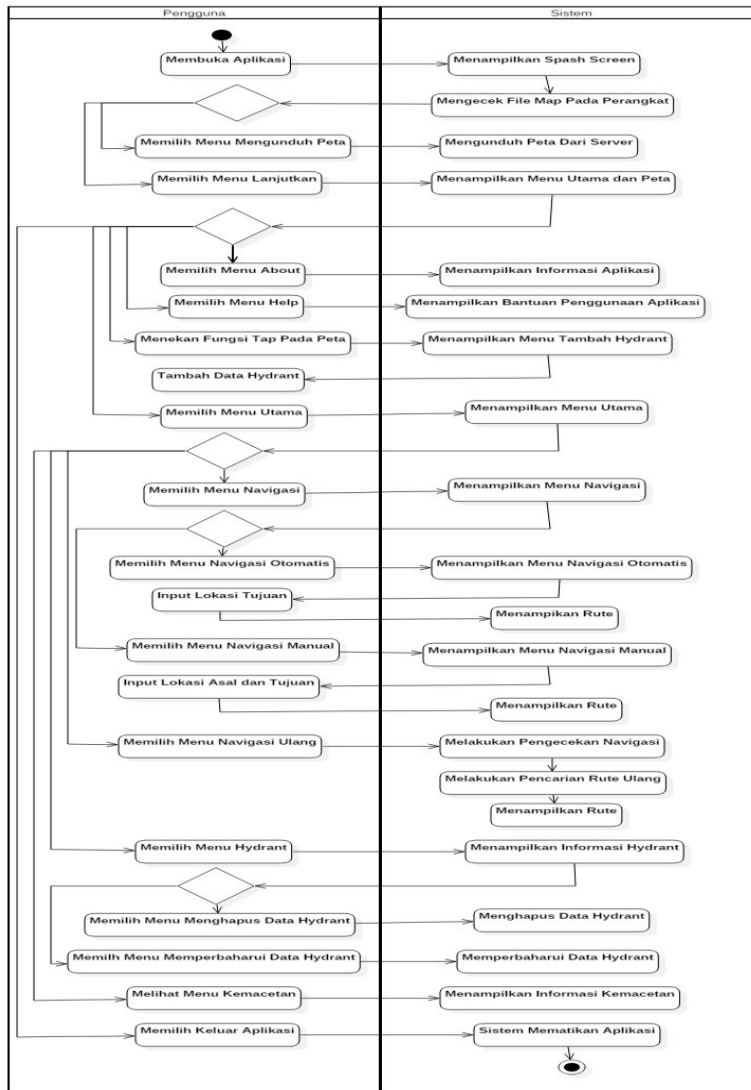 Pengguna
Sistem
Membuka Aplikasi
Menampilkan Spash Screen
Mengecek File Map Pada Perangkat
Memilih Menu Mengunduh Peta
Mengunduh Peta Dari Server
Memilih Menu Lanjutkan
Menampilkan Menu Utama dan Peta
Memilih Menu About
Menampilkan Informasi Aplikasi
Memilih Menu Help
Menampilkan Bantuan Penggunaan Aplikasi
Menekan Fungsi Tap Pada Peta
Menampilkan Menu Tambah Hydrant
Tambah Data Hydrant
Memilih Menu Utama
Menampilkan Menu Utama
Memilih Menu Navigasi
Menampilkan Menu Navigasi
Memilih Menu Navigasi Otomatis
Menampilkan Menu Navigasi Otomatis
Input Lokasi Tujuan
Menampikan Rute
Memilih Menu Navigasi Manual
Menampilkan Menu Navigasi Manual
Input Lokasi Asal dan Tujuan
Menampilkan Rute
Memilih Menu Navigasi Ulang
Melakukan Pengecekan Navigasi
Melakukan Pencarian Rute Ulang
Menampilkan Rute
Memilih Menu Hydrant
Menampilkan Informasi Hydrant
Memilih Menu Menghapus Data Hydrant
Menghapus Data Hydrant
Memilh Menu Memperbaharui Data Hydrant
Memperbaharui Data Hydrant
Melihat Menu Kemacetan
Menampilkan Informasi Kemacetan
Memilih Keluar Aplikasi
Sistem Mematikan Aplikasi